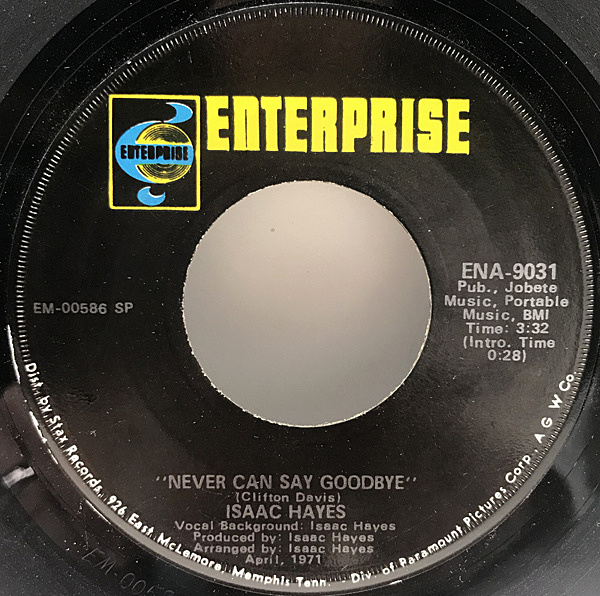 ENTERPRISE
ENTERPRISE
ENA-9031
Pub., Jobete
Music, Portable
Music, BMI
Time: 3:32
(Intro. Time
0:28)
EM-00586 SP
"NEVER CAN SAY GOODBYE"
(Clifton Davis)
ISAAC HAYES
Vocal Background: Isaac Hayes
Produced by: Isaac Hayes
Arranged by: Isaac Hayes
April, 1971
Dist. by Stax Records, 926 East McLemore, Memphis Tenn. Div. of Paramount Pictures Corp. A G W Co.